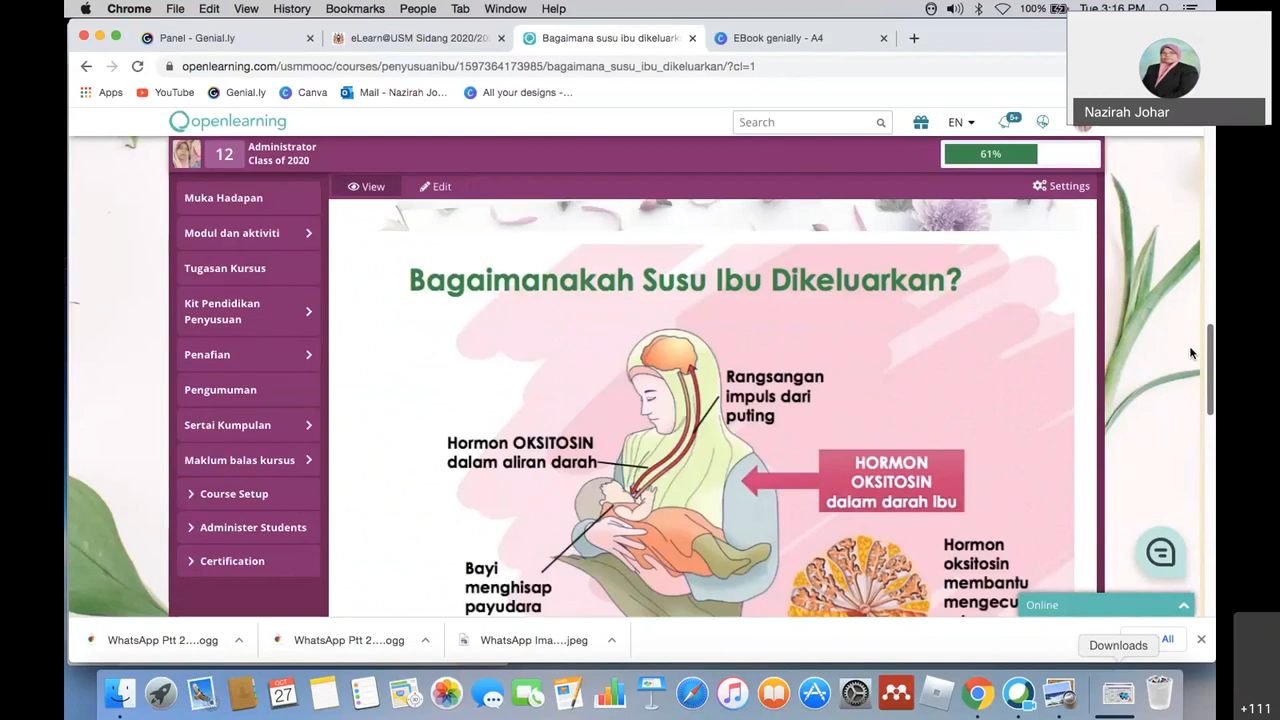 Chrome File Edit View History Bookmarks People Tab Window Help 100% Tue 3:16 PM
Panel - Genial.ly
eLearn@USM Sidang 2020/202
Bagaimana susu ibu dikeluark
EBook genially - A4
openlearning.com/usmmooc/courses/penyusuanibu/1597364173985/bagaimana_susu_ibu_dikeluarkan/?cl=1
Apps YouTube Genial.ly Canva Mail - Nazirah Jo... All your designs -...
Nazirah Johar
openlearning
Search
EN
5+
12
Administrator
Class of 2020
61%
View
Edit
Settings
Muka Hadapan
Modul dan aktiviti
Tugasan Kursus
Kit Pendidikan
Penyusuan
Penafian
Pengumuman
Sertai Kumpulan
Maklum balas kursus
Course Setup
Administer Students
Certification
Bagaimanakah Susu Ibu Dikeluarkan?
Rangsangan
impuls dari
puting
Hormon OKSITOSIN
dalam aliran darah
HORMON
OKSITOSIN
dalam darah ibu
Bayi
menghisap
payudara
Hormon
oksitosin
membantu
mengecu
Online
WhatsApp Ptt 2....ogg
WhatsApp Ptt 2....ogg
WhatsApp Ima....jpeg
All
Downloads
OCT
27
+111